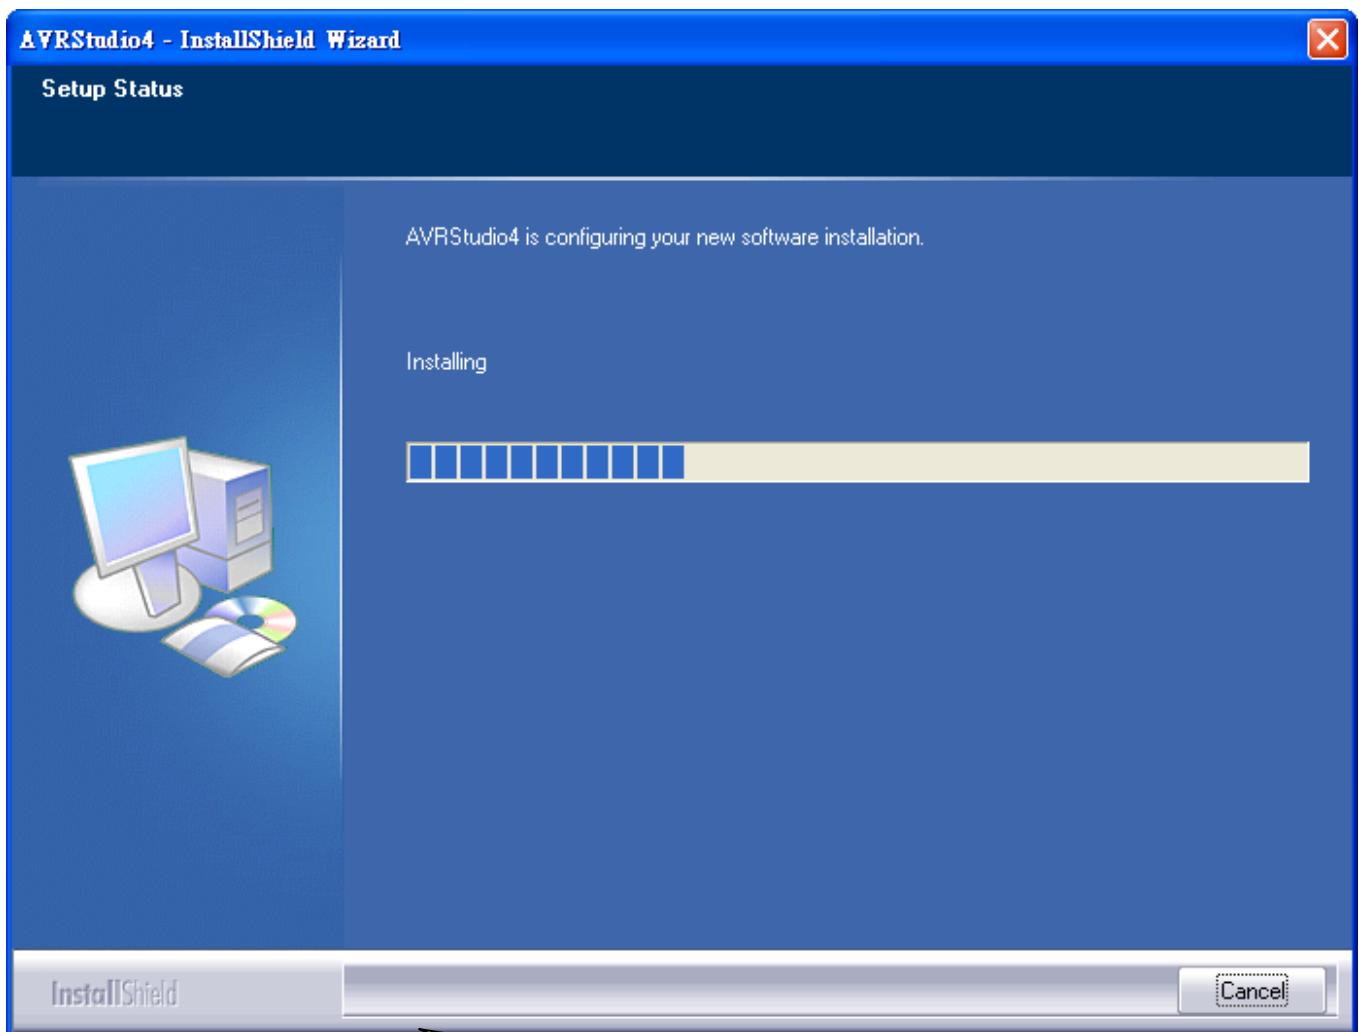 AVRStudio4 - InstallShield Wizard
Setup Status
AVRStudio4 is configuring your new software installation.
Installing
InstallShield
Cancel